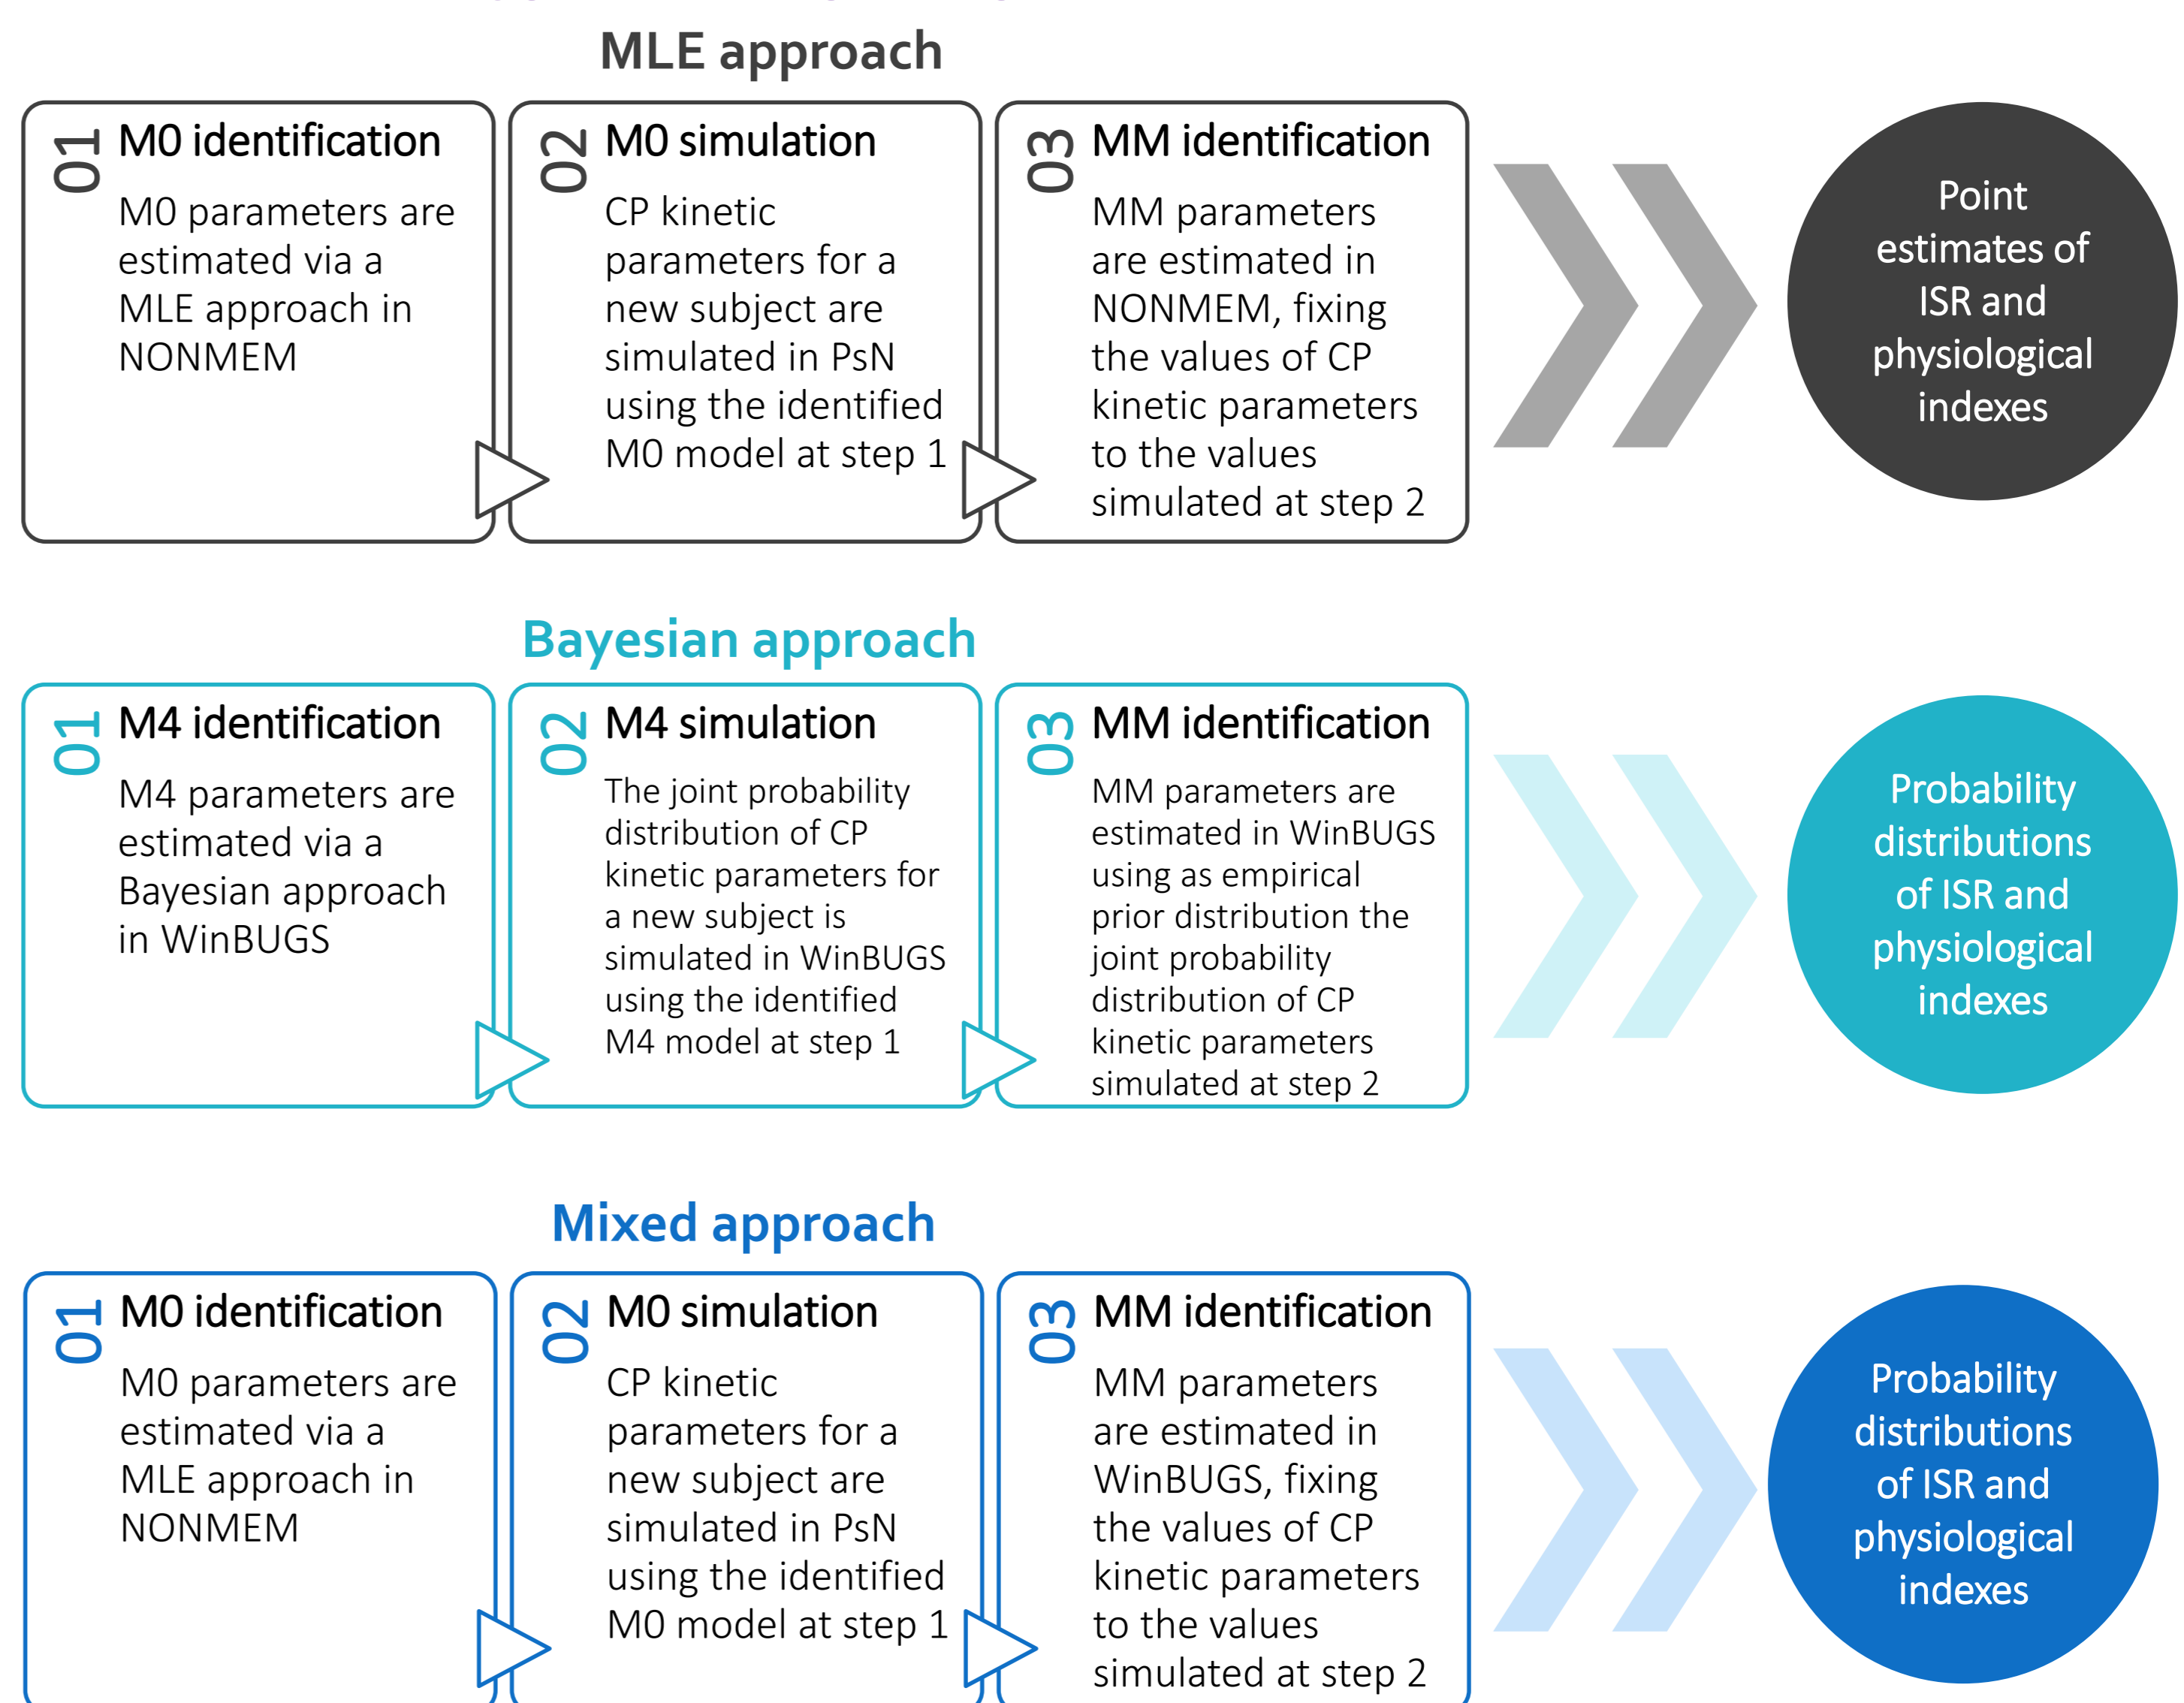 MLE approach
01
M0 identification
M0 parameters are
estimated via a
MLE approach in
NONMEM
02
M0 simulation
CP kinetic
parameters for a
new subject are
simulated in PsN
using the identified
M0 model at step 1
03
MM identification
MM parameters
are estimated in
NONMEM, fixing
the values of CP
kinetic parameters
to the values
simulated at step 2
Point
estimates of
ISR and
physiological
indexes
Bayesian approach
01
M4 identification
M4 parameters are
estimated via a
Bayesian approach
in WinBUGS
02
M4 simulation
The joint probability
distribution of CP
kinetic parameters for
a new subject is
simulated in WinBUGS
using the identified
M4 model at step 1
03
MM identification
MM parameters are
estimated in WinBUGS
using as empirical
prior distribution the
joint probability
distribution of CP
kinetic parameters
simulated at step 2
Probability
distributions
of ISR and
physiological
indexes
Mixed approach
01
M0 identification
M0 parameters are
estimated via a
MLE approach in
NONMEM
02
M0 simulation
CP kinetic
parameters for a
new subject are
simulated in PsN
using the identified
M0 model at step 1
03
MM identification
MM parameters
are estimated in
WinBUGS, fixing
the values of CP
kinetic parameters
to the values
simulated at step 2
Probability
distributions
of ISR and
physiological
indexes